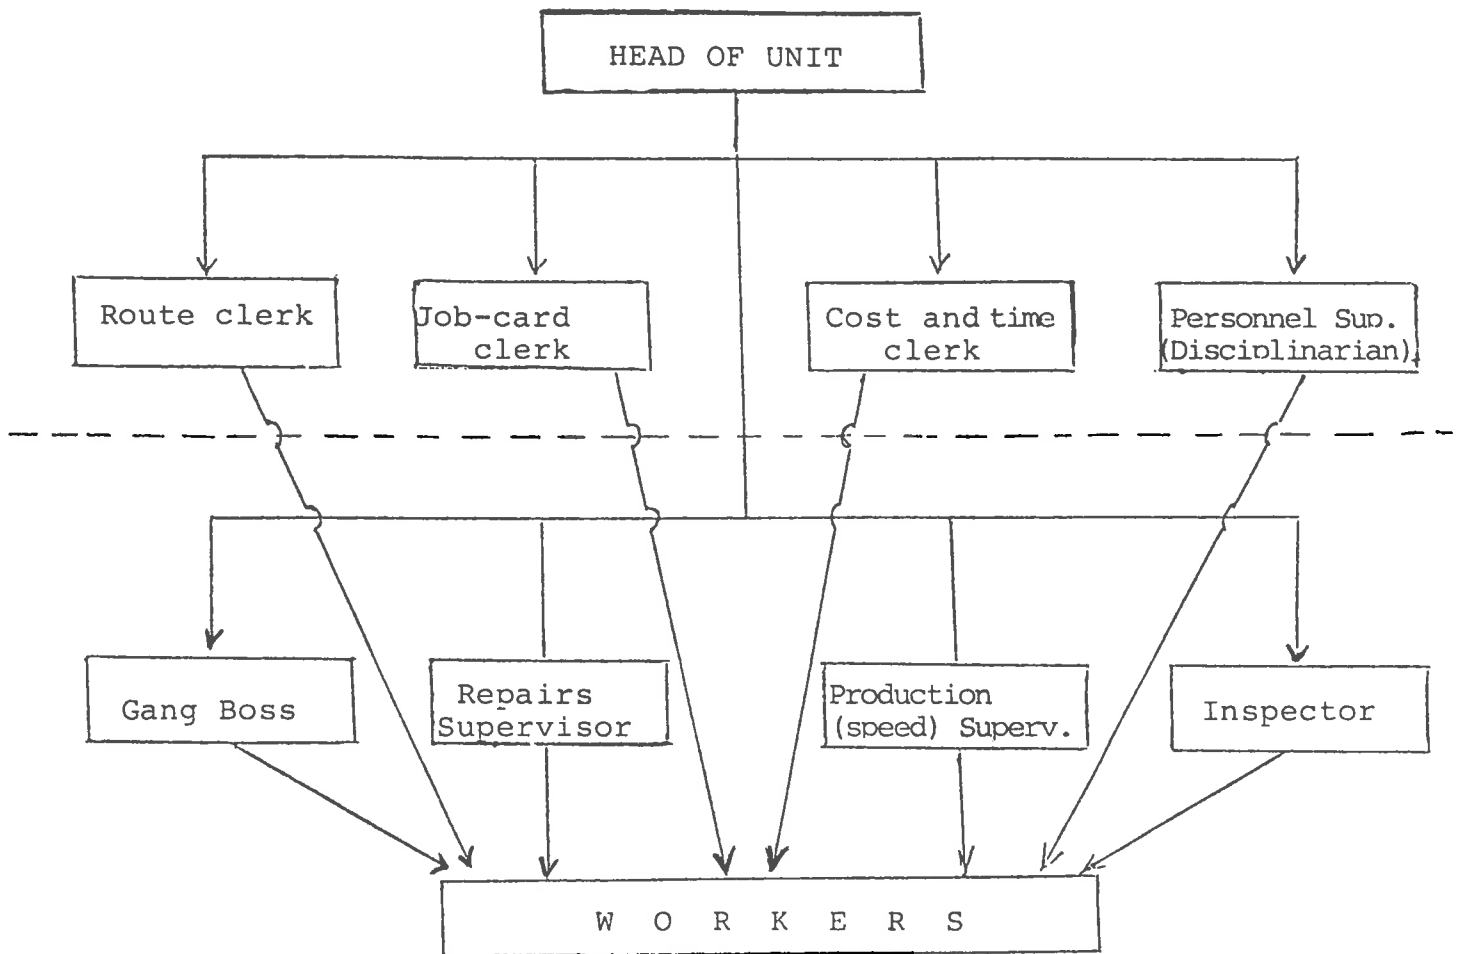 HEAD OF UNIT
Route clerk
Job-card
clerk
Cost and time
clerk
Personnel Sup.
(Disciplinarian)
Gang Boss
Repairs
Supervisor
Production
(speed) Superv.
Inspector
W O R K E R S